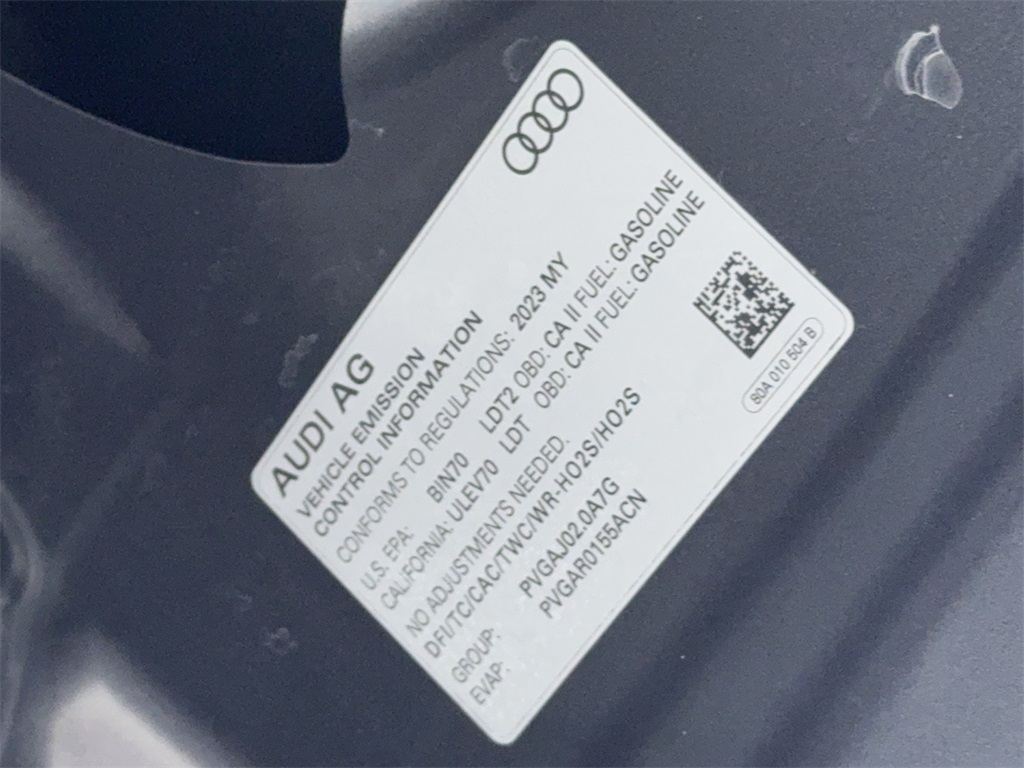 AUDI AG
VEHICLE EMISSION
CONTROL INFORMATION
CONFORMS TO REGULATIONS: 2023 MY
U.S. EPA: BIN70 LDT2 OBD: CA II FUEL: GASOLINE
CALIFORNIA: ULEV70 LDT OBD: CA II FUEL: GASOLINE
NO ADJUSTMENTS NEEDED.
DFI/TC/CAC/TWC/WR-HO2S/HO2S
GROUP: PVGAJ02.0A7G
EVAP: PVGAR0155ACN
80A 010 504 B